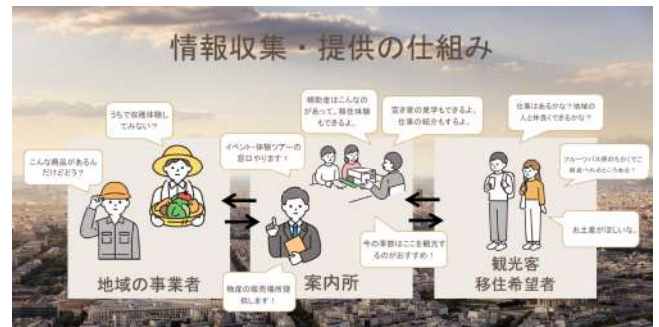 情報収集・提供の仕組み
うちで収穫体験し
てみない？
こんな商品があるん
だけどどう？
地域の事業者
イベント・体験ツアーの
窓口やります！
補助金はこんなの
があって、移住体験
もできるよ。
空き家の見学もできるよ。
仕事の紹介もするよ。
今の季節はここを観光す
るのがおすすめ！
物産の販売場所提
供します！
案内所
仕事はあるかな？地域の
人と仲良くできるかな？
フルーツバス停のちかくでご
飯食べれるところある？
お土産がほしいな。
観光客
移住希望者